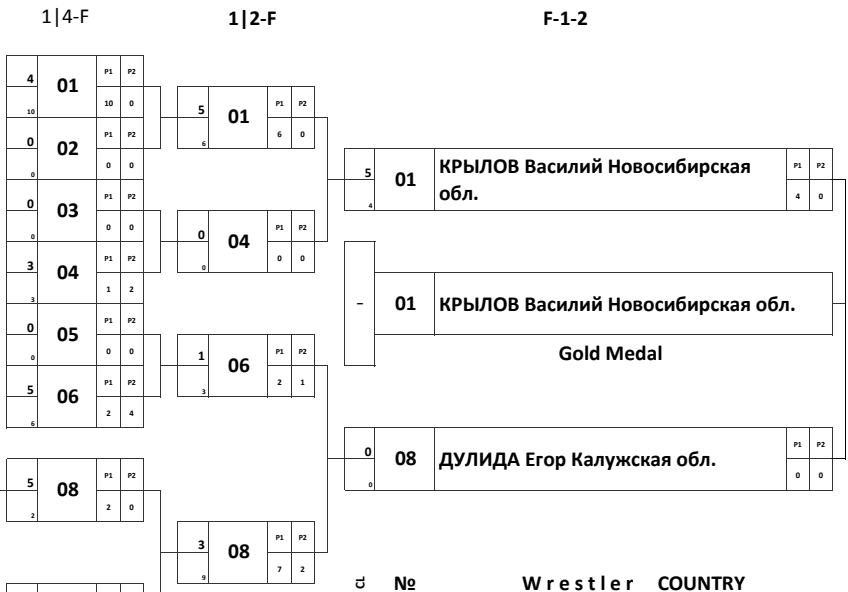 1|4-F 1|2-F F-1-2
4 01 P1 P2
10 10 0
0 02 P1 P2
0 0 0
0 03 P1 P2
0 0 0
3 04 P1 P2
3 1 2
0 05 P1 P2
0 0 0
5 06 P1 P2
6 2 4
5 08 P1 P2
2 2 0
5 01 P1 P2
6 6 0
0 04 P1 P2
0 0 0
1 06 P1 P2
3 2 1
3 08 P1 P2
9 7 2
5 01 КРЫЛОВ Василий Новосибирская P1 P2
4 обл. 4 0
– 01 КРЫЛОВ Василий Новосибирская обл.
Gold Medal
0 08 ДУЛИДА Егор Калужская обл. P1 P2
0 0 0
CL № Wrestler COUNTRY